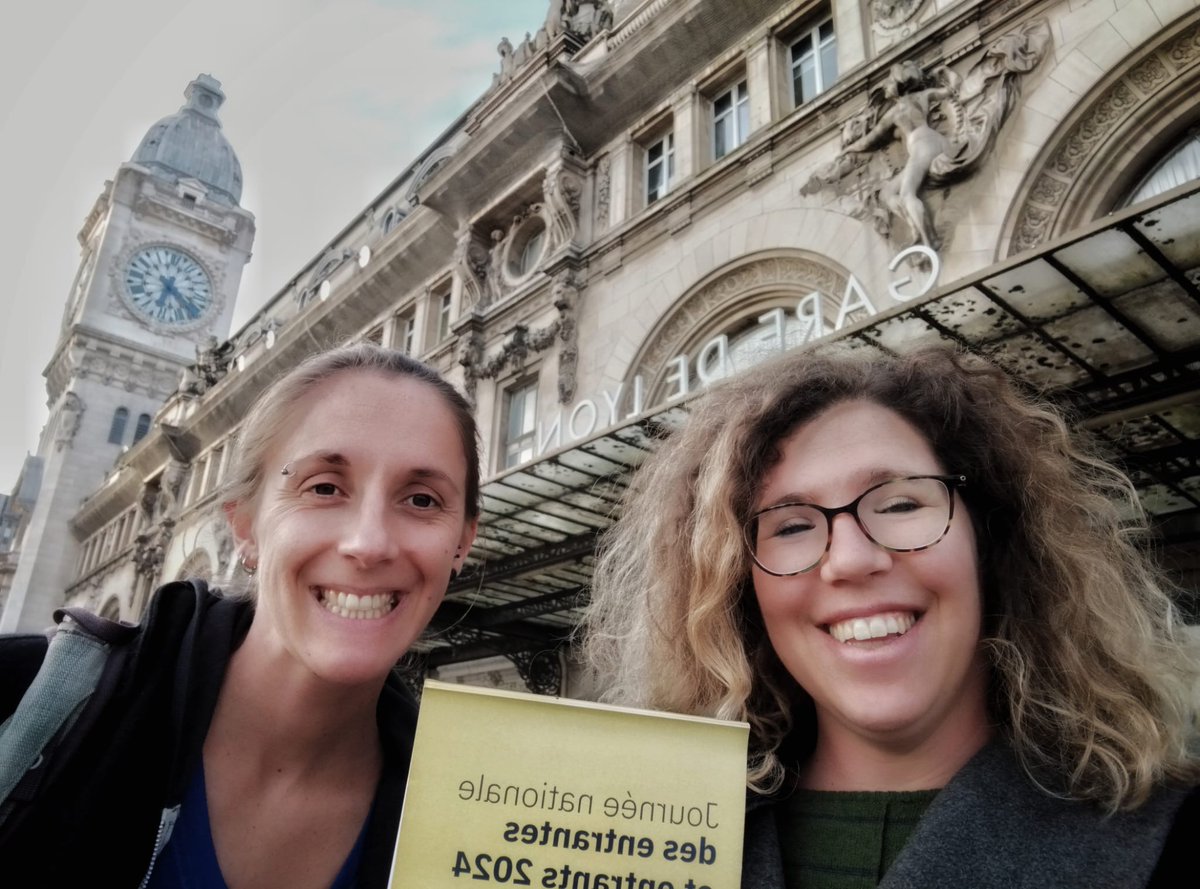 GARE DE LYON
Journée nationale
des entrantes
et entrants 2024